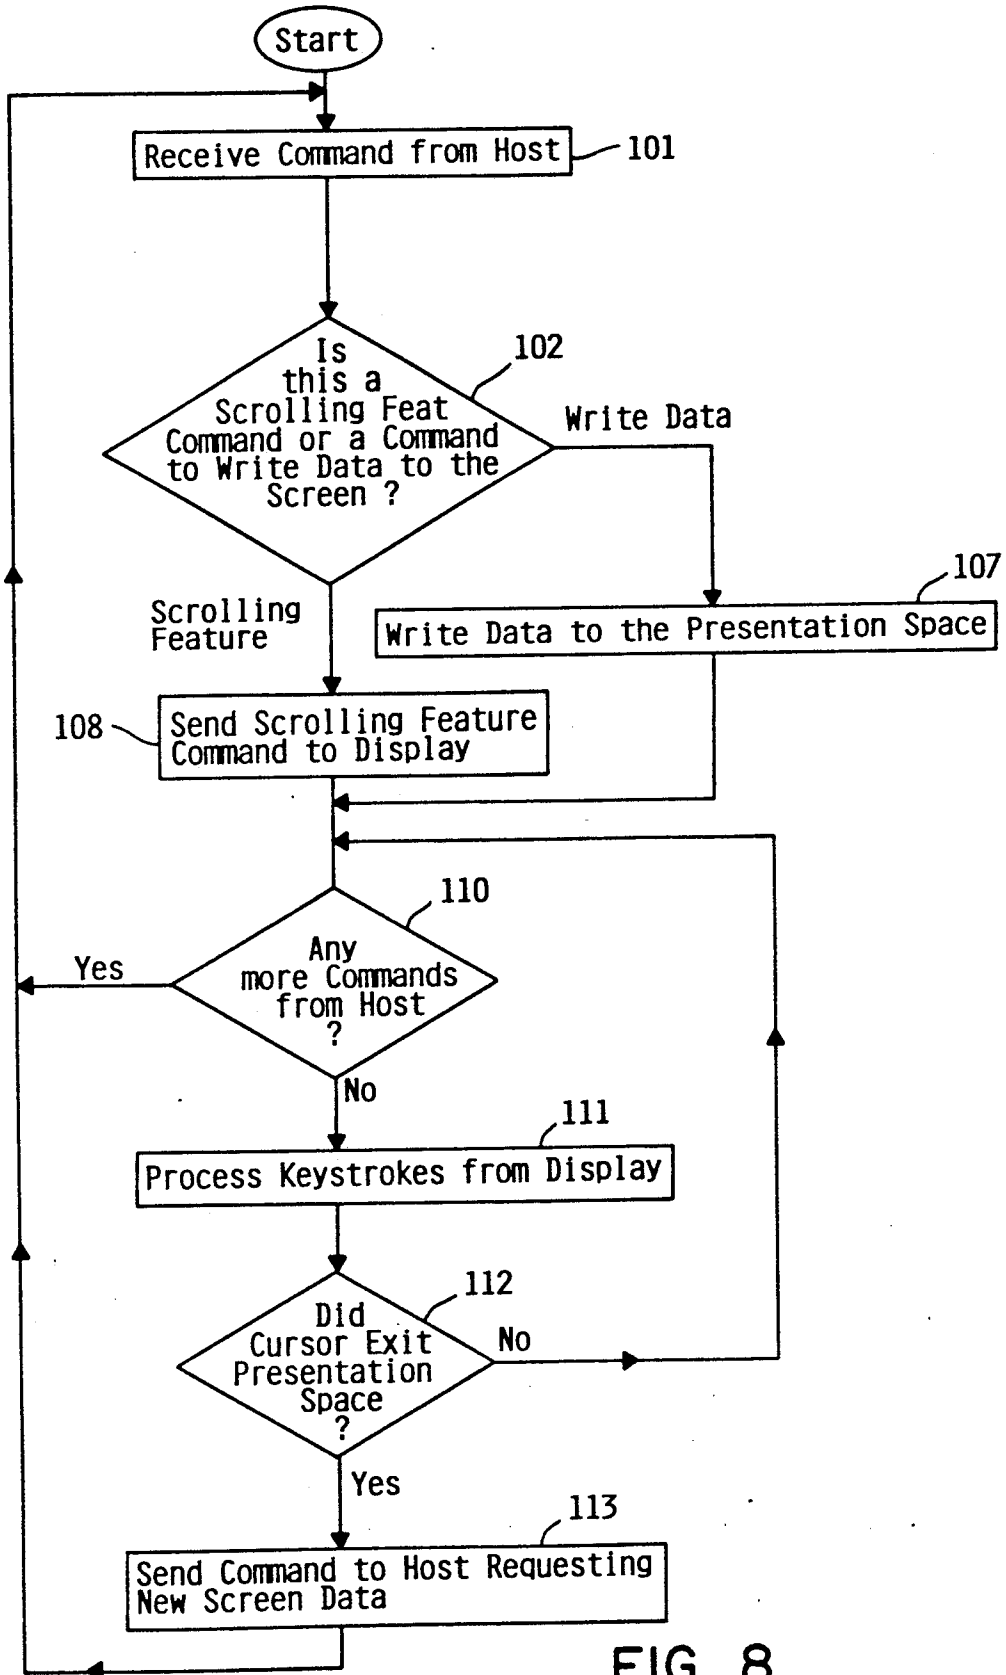 Start
Receive Command from Host
101
Is
this a
Scrolling Feat
Command or a Command
to Write Data to the
Screen ?
102
Write Data
Scrolling
Feature
107
Write Data to the Presentation Space
108
Send Scrolling Feature
Command to Display
110
Any
more Commands
from Host
?
Yes
No
111
Process Keystrokes from Display
112
Did
Cursor Exit
Presentation
Space
?
No
Yes
113
Send Command to Host Requesting
New Screen Data
FIG. 8